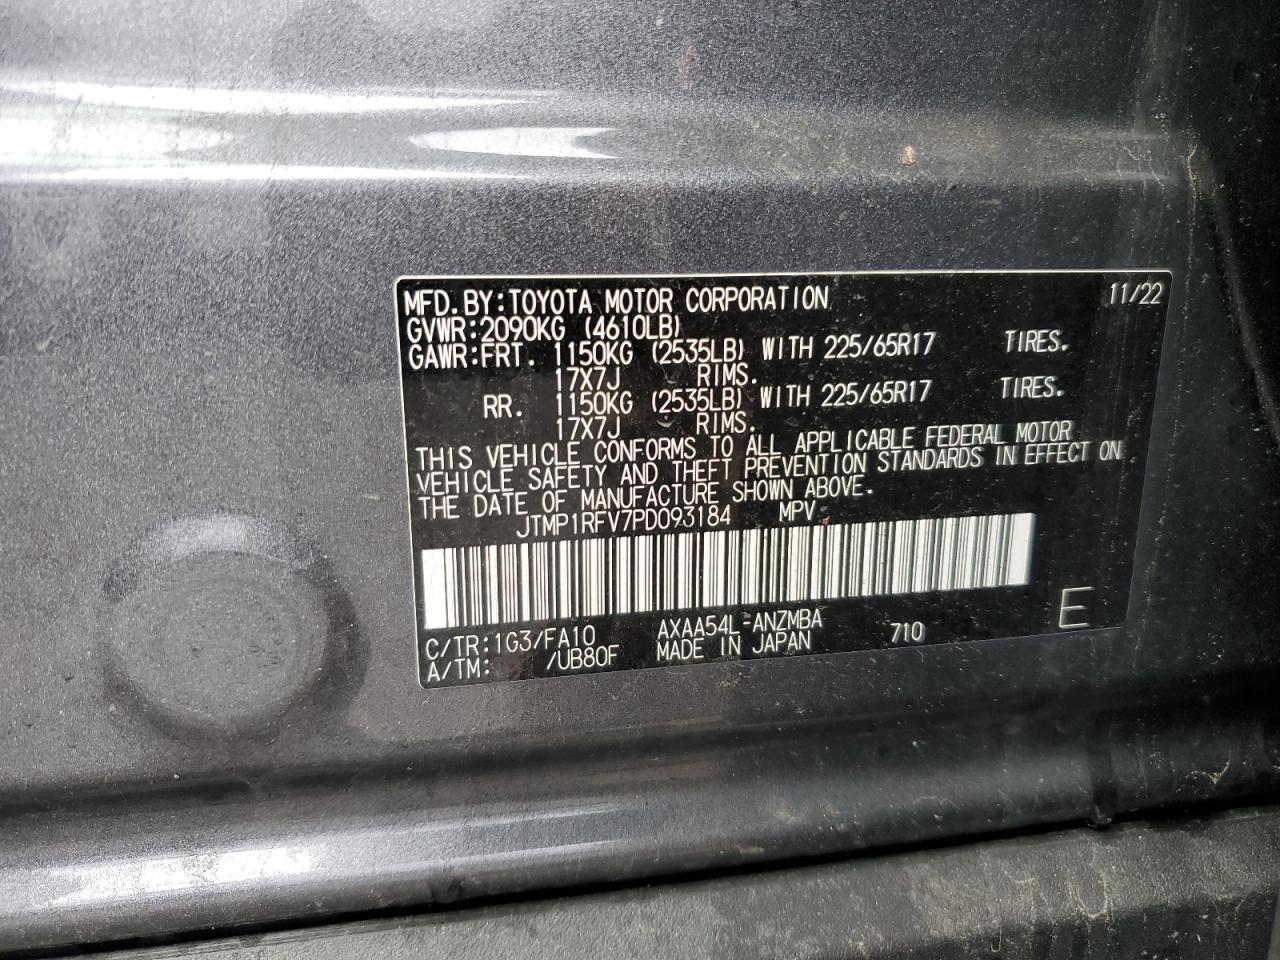 MFD.BY:TOYOTA MOTOR CORPORATION 11/22
GVWR:2090KG (4610LB)
GAWR:FRT. 1150KG (2535LB) WITH 225/65R17 TIRES.
17X7J RIMS.
RR. 1150KG (2535LB) WITH 225/65R17 TIRES.
17X7J RIMS.
THIS VEHICLE CONFORMS TO ALL APPLICABLE FEDERAL MOTOR
VEHICLE SAFETY AND THEFT PREVENTION STANDARDS IN EFFECT ON
THE DATE OF MANUFACTURE SHOWN ABOVE.
JTMP1RFV7PD093184 MPV
C/TR:1G3/FA10 AXAA54L-ANZMBA 710 E
A/TM: /UB80F MADE IN JAPAN